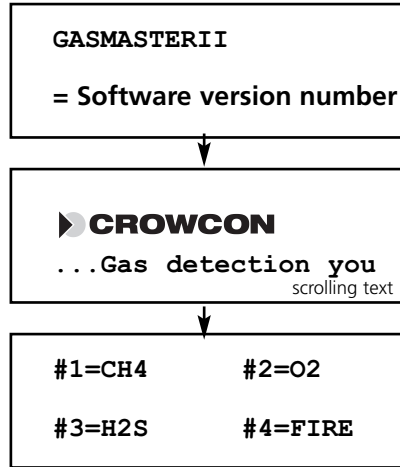 GASMASTERII
= Software version number
CROWCON
...Gas detection you
scrolling text
#1=CH4 #2=O2
#3=H2S #4=FIRE